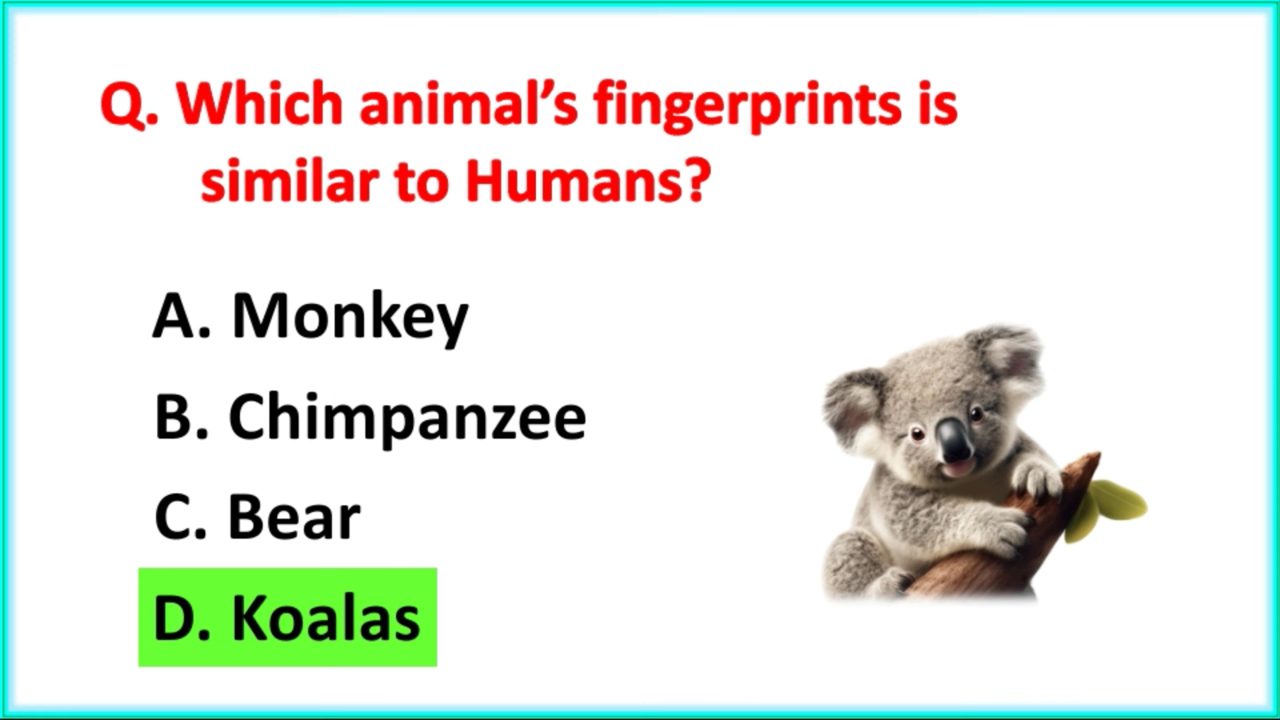 Q. Which animal’s fingerprints is
similar to Humans?
A. Monkey
B. Chimpanzee
C. Bear
D. Koalas